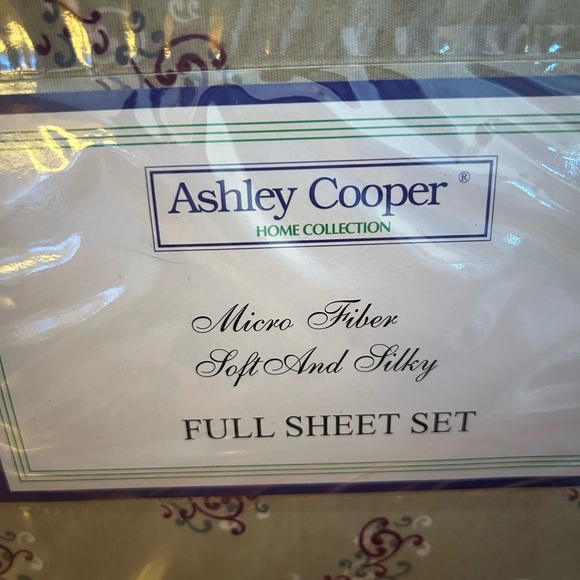 Ashley Cooper ®
HOME COLLECTION
Micro Fiber
Soft And Silky
FULL SHEET SET